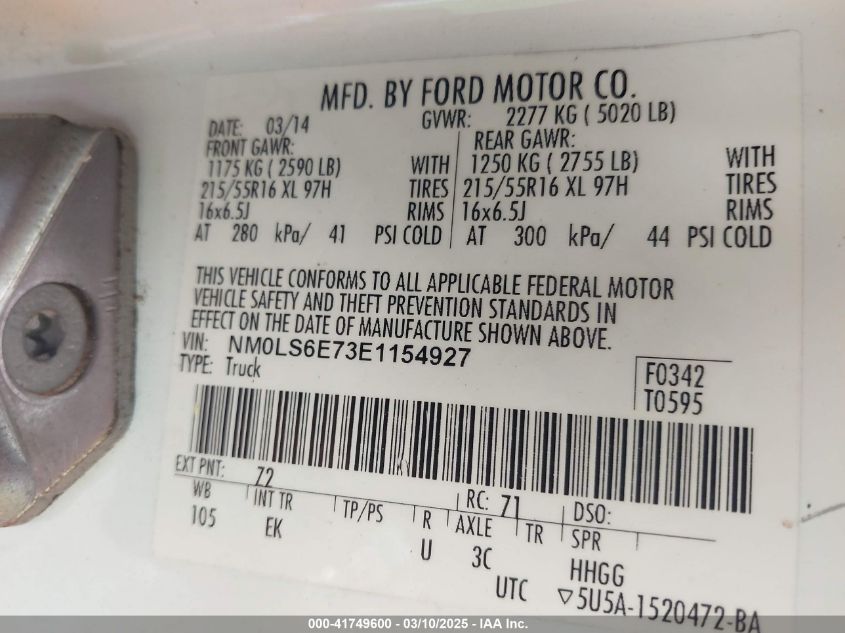 MFD. BY FORD MOTOR CO.
DATE: 03/14 GVWR: 2277 KG ( 5020 LB)
FRONT GAWR: REAR GAWR:
1175 KG ( 2590 LB) WITH 1250 KG ( 2755 LB) WITH
215/55R16 XL 97H TIRES 215/55R16 XL 97H TIRES
16x6.5J RIMS 16x6.5J RIMS
AT 280 kPa/ 41 PSI COLD AT 300 kPa/ 44 PSI COLD
THIS VEHICLE CONFORMS TO ALL APPLICABLE FEDERAL MOTOR
VEHICLE SAFETY AND THEFT PREVENTION STANDARDS IN
EFFECT ON THE DATE OF MANUFACTURE SHOWN ABOVE.
VIN: NM0LS6E73E1154927
TYPE: Truck
F0342
T0595
EXT PNT: 72 RC: 71 DSO:
WB INT TR TP/PS R AXLE TR SPR
105 EK U 3C HHGG
UTC ▽5U5A-1520472-BA
000-41749600 - 03/10/2025 - IAA, Inc.